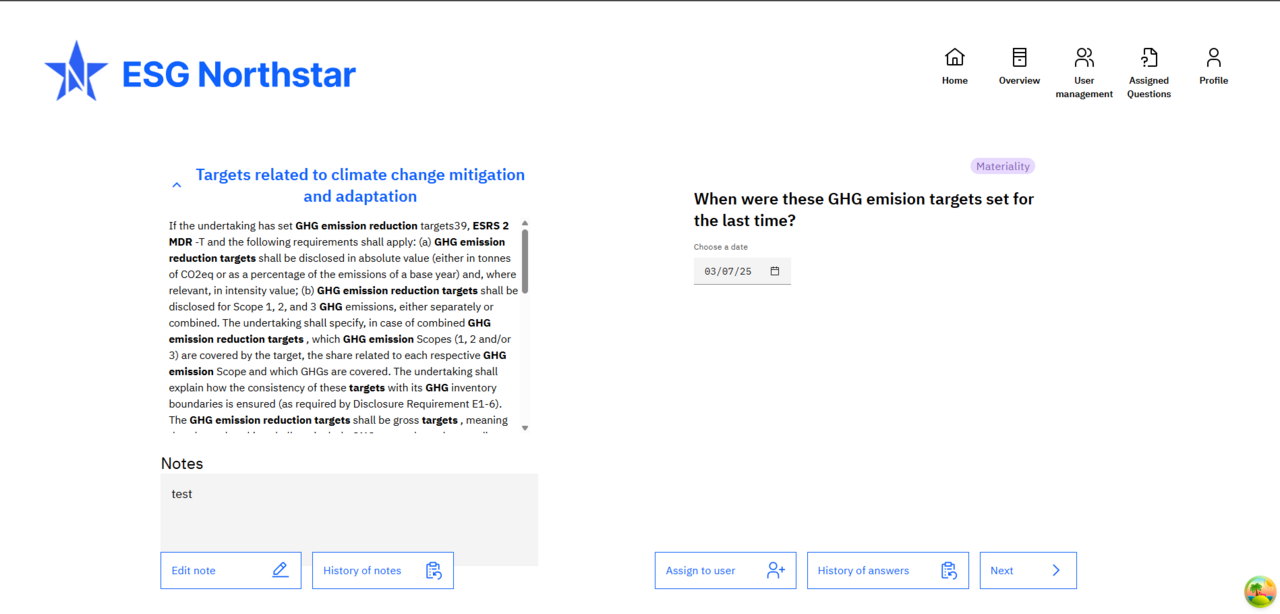 ESG Northstar
Home
Overview
User
management
Assigned
Questions
Profile
Targets related to climate change mitigation
and adaptation
If the undertaking has set GHG emission reduction targets39, ESRS 2
MDR -T and the following requirements shall apply: (a) GHG emission
reduction targets shall be disclosed in absolute value (either in tonnes
of CO2eq or as a percentage of the emissions of a base year) and, where
relevant, in intensity value; (b) GHG emission reduction targets shall be
disclosed for Scope 1, 2, and 3 GHG emissions, either separately or
combined. The undertaking shall specify, in case of combined GHG
emission reduction targets , which GHG emission Scopes (1, 2 and/or
3) are covered by the target, the share related to each respective GHG
emission Scope and which GHGs are covered. The undertaking shall
explain how the consistency of these targets with its GHG inventory
boundaries is ensured (as required by Disclosure Requirement E1-6).
The GHG emission reduction targets shall be gross targets , meaning
Notes
test
Edit note
History of notes
Materiality
When were these GHG emision targets set for
the last time?
Choose a date
03/07/25
Assign to user
History of answers
Next